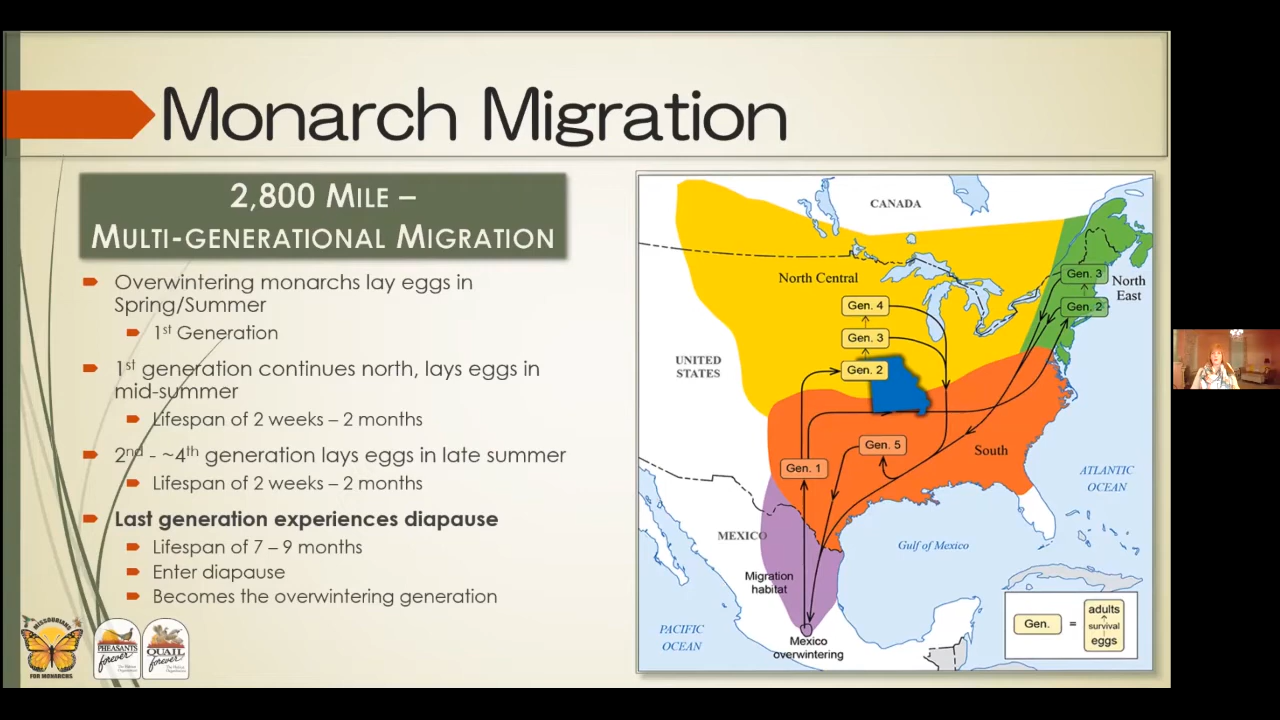 Monarch Migration
2,800 Mile –
Multi-generational Migration
Overwintering monarchs lay eggs in
Spring/Summer
1st Generation
1st generation continues north, lays eggs in
mid-summer
Lifespan of 2 weeks – 2 months
2nd - ~4th generation lays eggs in late summer
Lifespan of 2 weeks – 2 months
Last generation experiences diapause
Lifespan of 7 – 9 months
Enter diapause
Becomes the overwintering generation
MISSOURIANS
FOR MONARCHS
PHEASANTS
forever
QUAIL
forever
CANADA
North Central
Gen. 3
North
East
Gen. 2
Gen. 4
Gen. 3
UNITED
STATES
Gen. 2
Gen. 5
South
Gen. 1
ATLANTIC
OCEAN
MEXICO
Gulf of Mexico
Migration
habitat
PACIFIC
OCEAN
Mexico
overwintering
Gen.
=
adults
survival
eggs